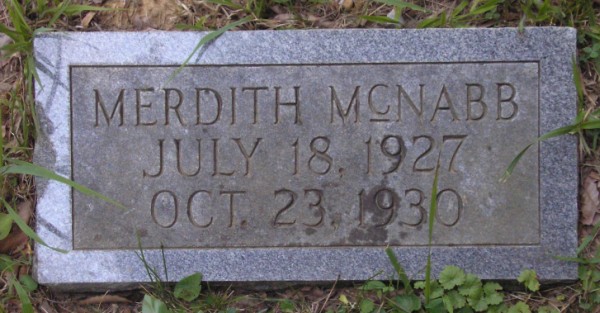 MERDITH McNABB
JULY 18, 1927
OCT. 23, 1930